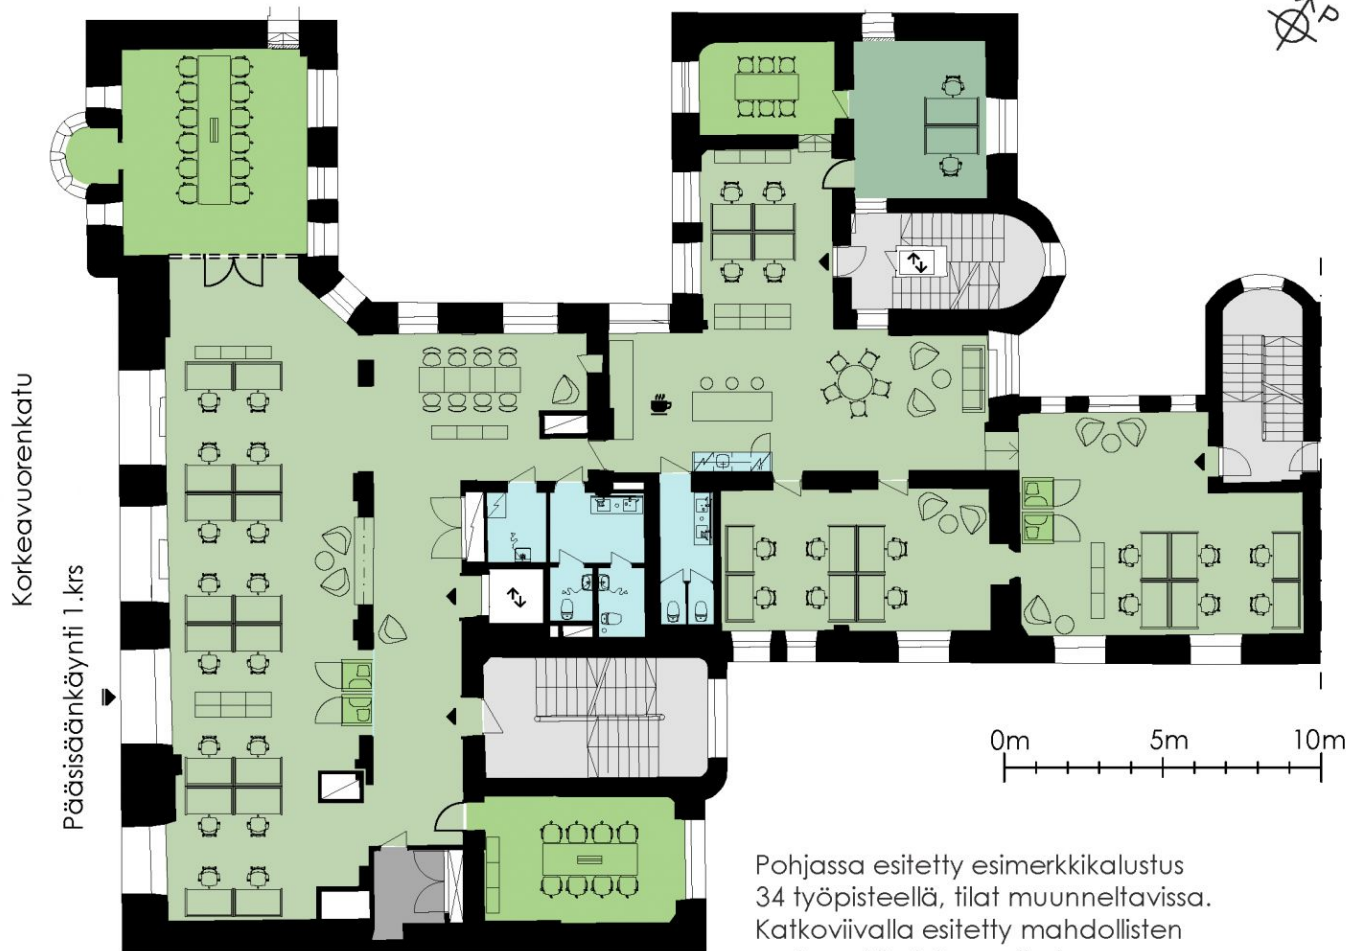 P
Korkeavuorenkatu
Pääsisäänkäynti 1.krs
0m 5m 10m
Pohjassa esitetty esimerkkikalustus
34 työpisteellä, tilat muunneltavissa.
Katkoviivalla esitetty mahdollisten